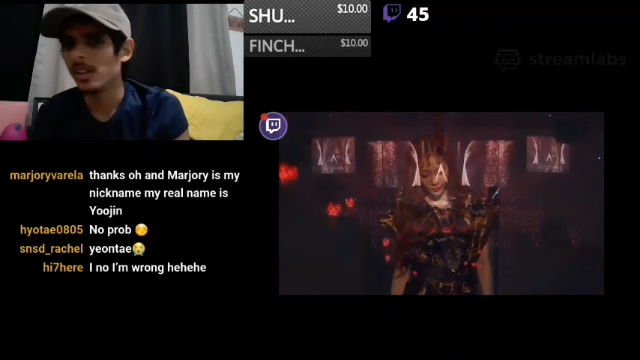 SHU... $10.00
FINCH... $10.00
45
streamlabs
marjoryvarela thanks oh and Marjory is my
nickname my real name is
Yoojin
hyotae0805 No prob 🤭
snsd_rachel yeontae😭
hi7here I no I'm wrong hehehe